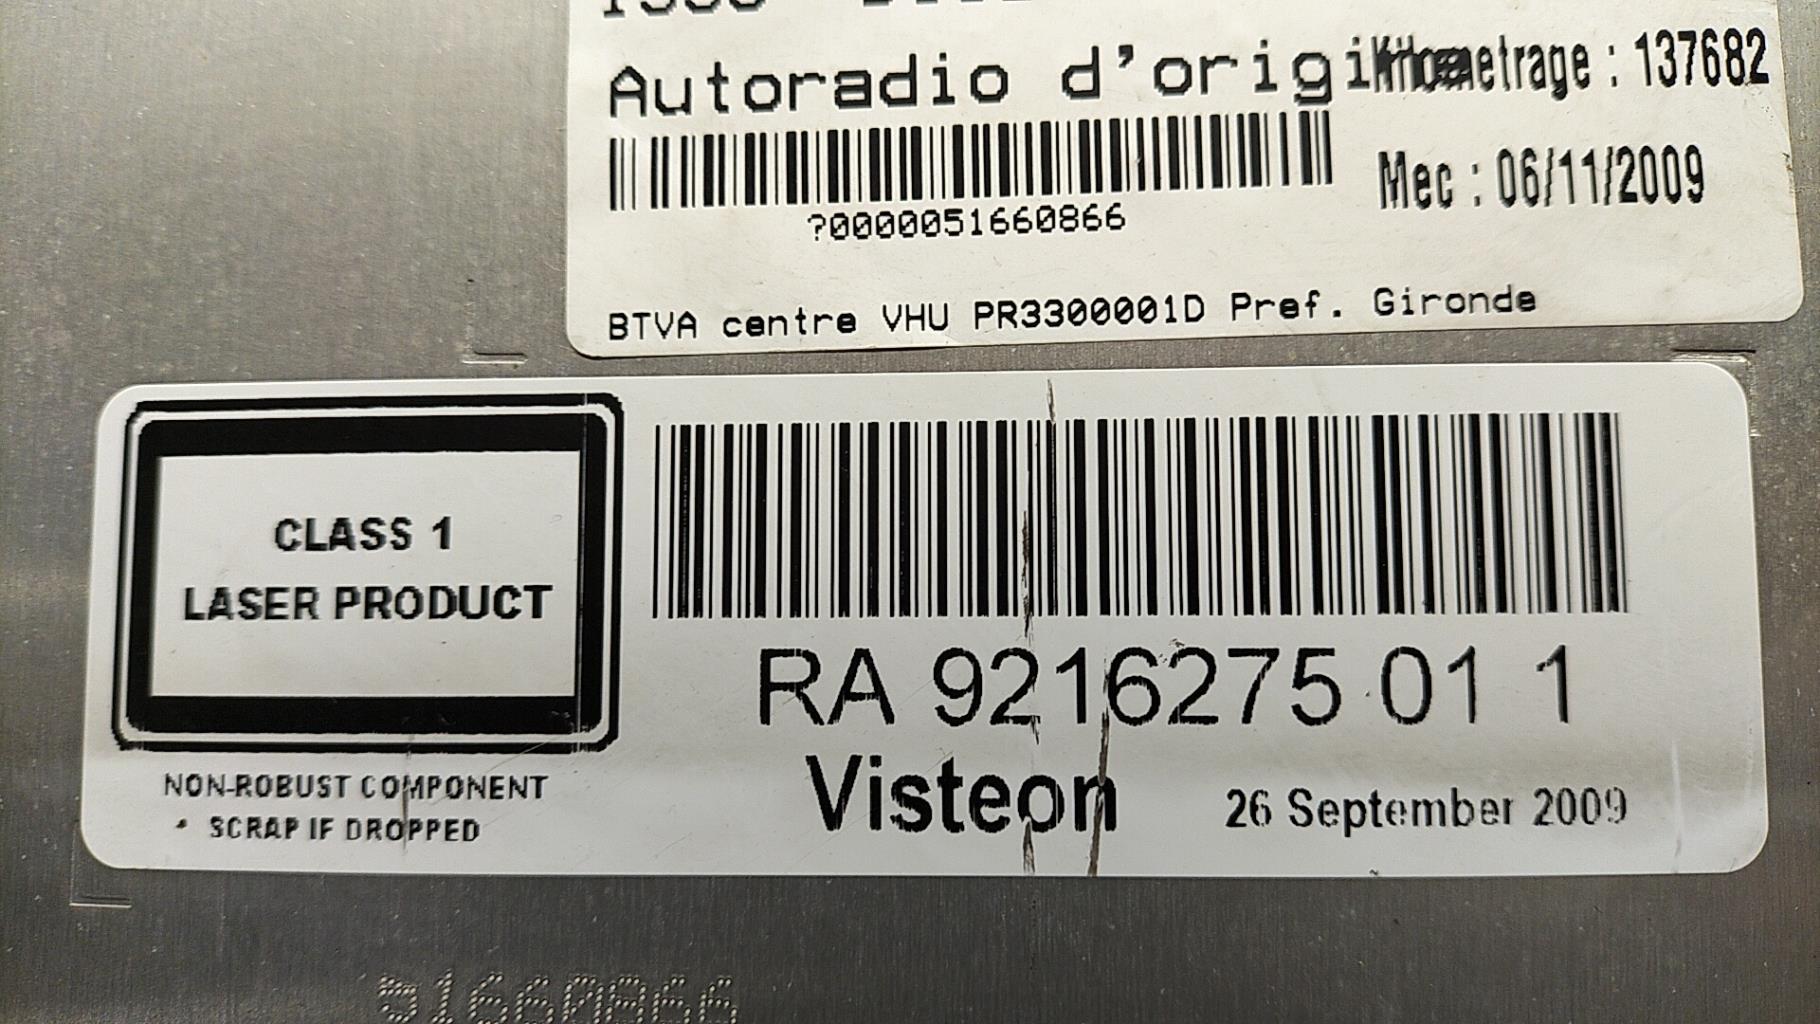 Autoradio d'origi
Kilometrage : 137682
Mec : 06/11/2009
?0000051660866
BTVA centre VHU PR3300001D Pref. Gironde
CLASS 1
LASER PRODUCT
NON-ROBUST COMPONENT
SCRAP IF DROPPED
RA 9216275 01 1
Visteon
26 September 2009
51660866